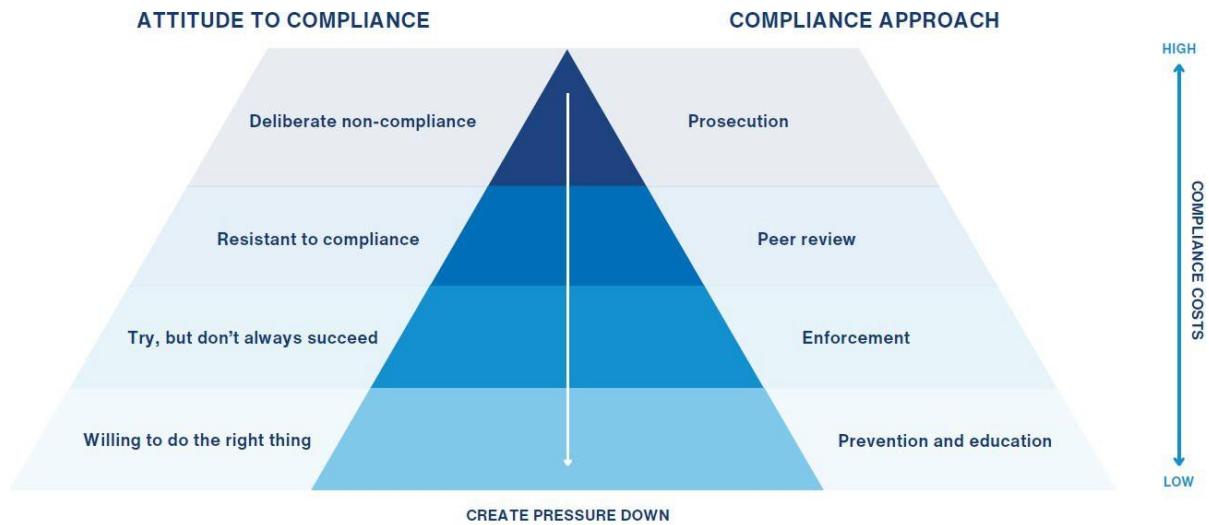 ATTITUDE TO COMPLIANCE
COMPLIANCE APPROACH
HIGH
Deliberate non-compliance
Prosecution
Resistant to compliance
Peer review
COMPLIANCE COSTS
Try, but don’t always succeed
Enforcement
Willing to do the right thing
Prevention and education
LOW
CREATE PRESSURE DOWN